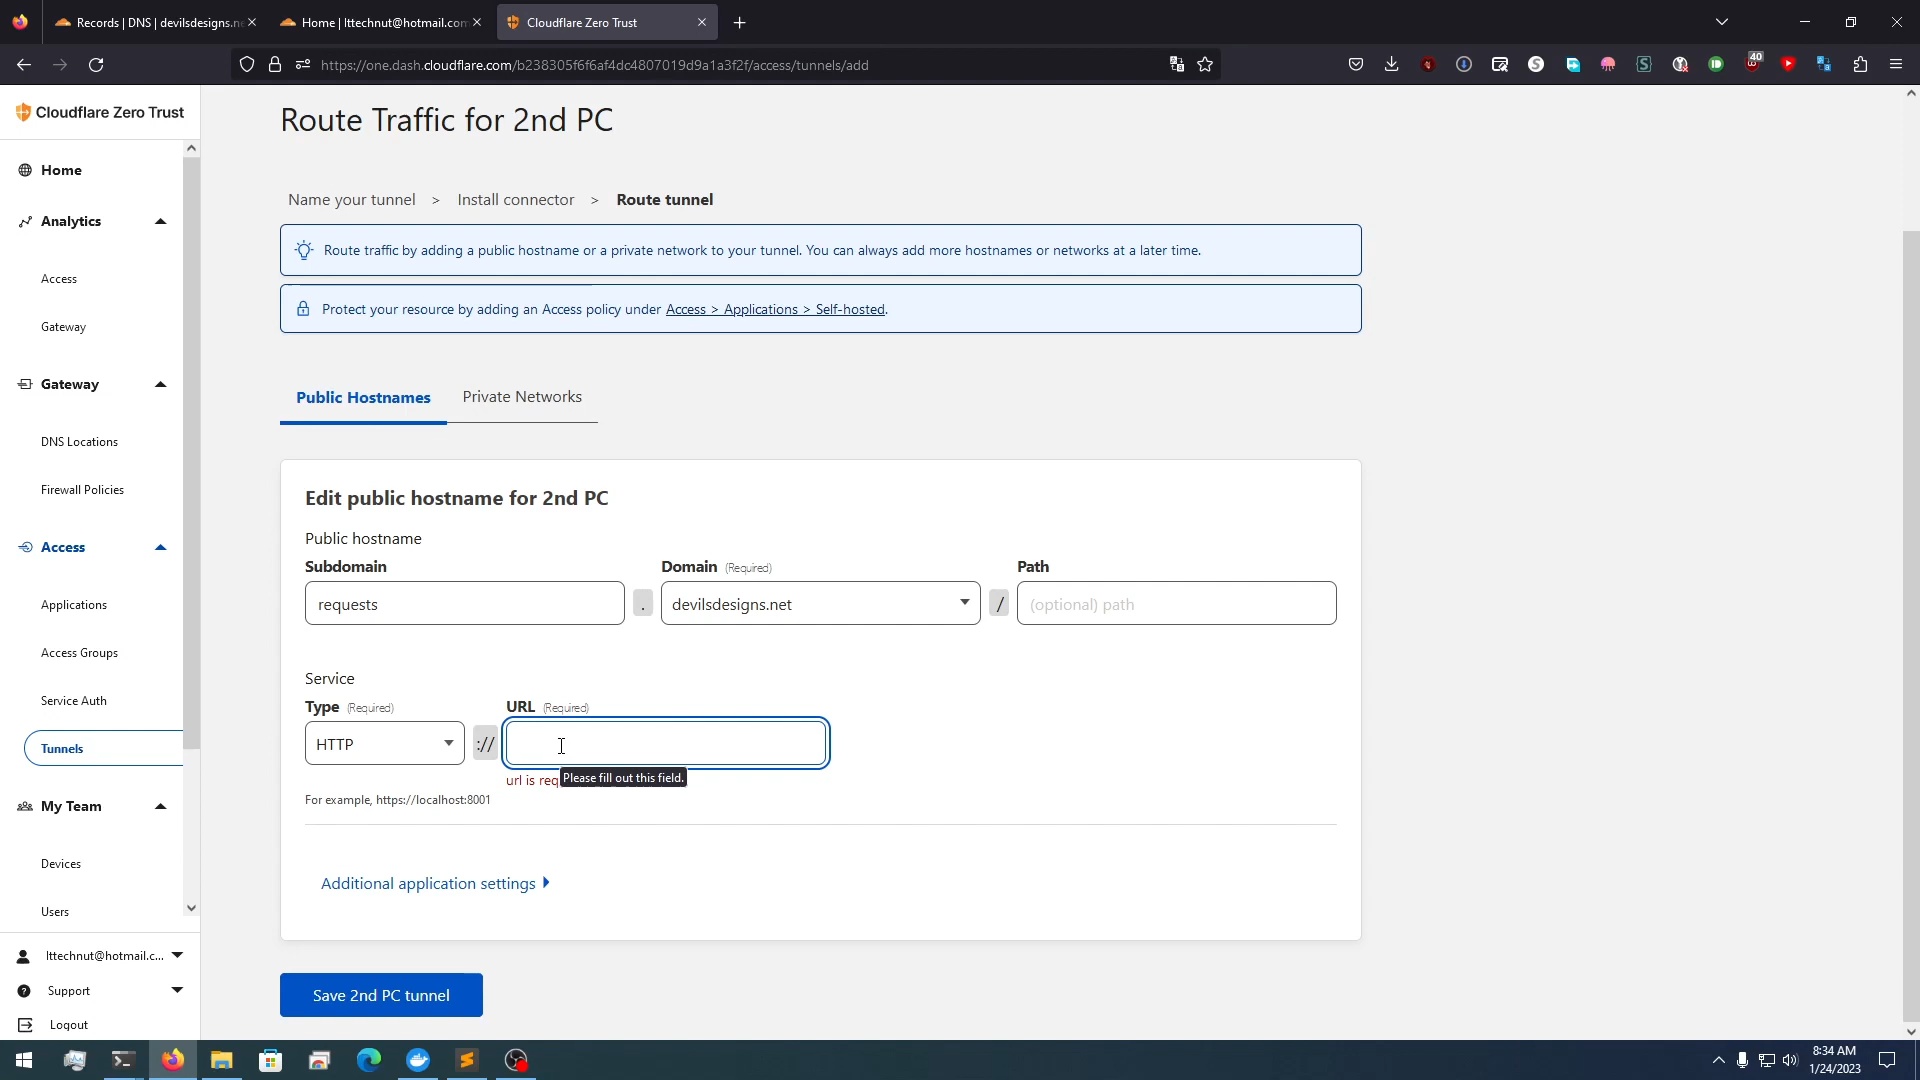 Records | DNS | devilsdesigns.ne
Home | lttechnut@hotmail.com
Cloudflare Zero Trust
https://one.dash.cloudflare.com/b238305f6f6af4dc4807019d9a1a3f2f/access/tunnels/add
40
Cloudflare Zero Trust
Home
Analytics
Access
Gateway
Gateway
DNS Locations
Firewall Policies
Access
Applications
Access Groups
Service Auth
Tunnels
My Team
Devices
Users
lttechnut@hotmail.c...
Support
Logout
Route Traffic for 2nd PC
Name your tunnel > Install connector > Route tunnel
Route traffic by adding a public hostname or a private network to your tunnel. You can always add more hostnames or networks at a later time.
Protect your resource by adding an Access policy under Access > Applications > Self-hosted.
Public Hostnames Private Networks
Edit public hostname for 2nd PC
Public hostname
Subdomain Domain (Required) Path
requests . devilsdesigns.net / (optional) path
Service
Type (Required) URL (Required)
HTTP ://
url is req Please fill out this field.
For example, https://localhost:8001
Additional application settings
Save 2nd PC tunnel
8:34 AM
1/24/2023